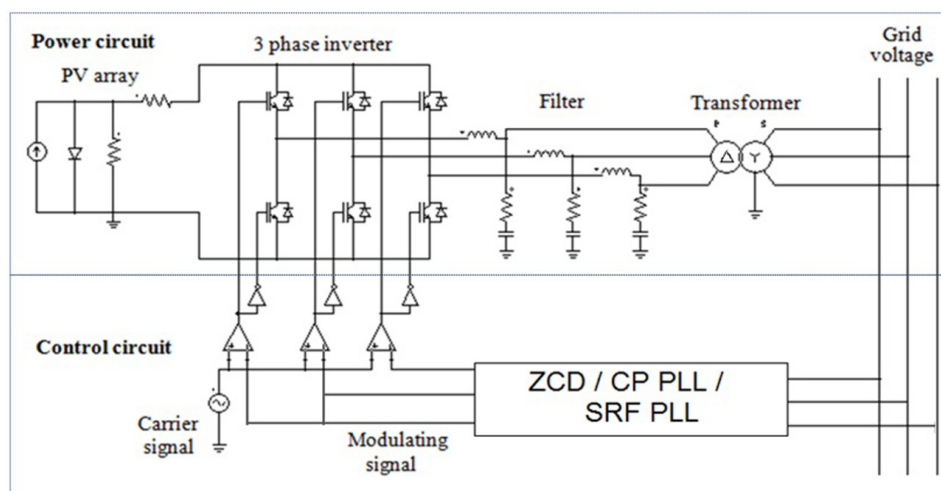 Power circuit
3 phase inverter
Grid
voltage
PV array
Filter
Transformer
P S
Δ Y
Control circuit
ZCD / CP PLL /
SRF PLL
Carrier
signal
Modulating
signal